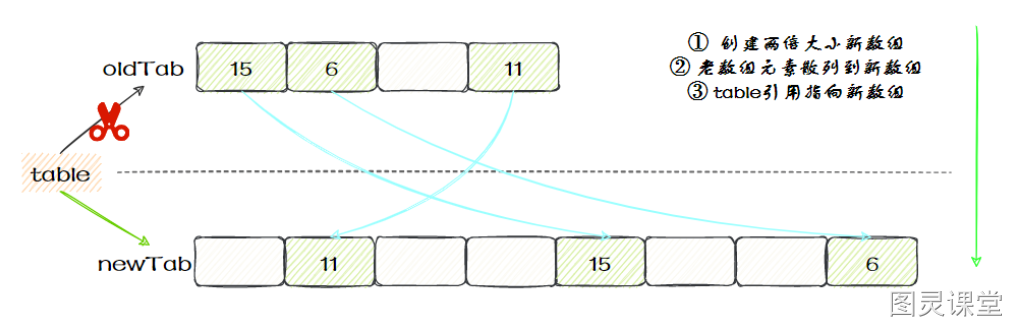 ① 创建两倍大小新数组
oldTab
15
6
11
② 老数组元素散列到新数组
③ table引用指向新数组
table
newTab
11
15
6
图灵课堂